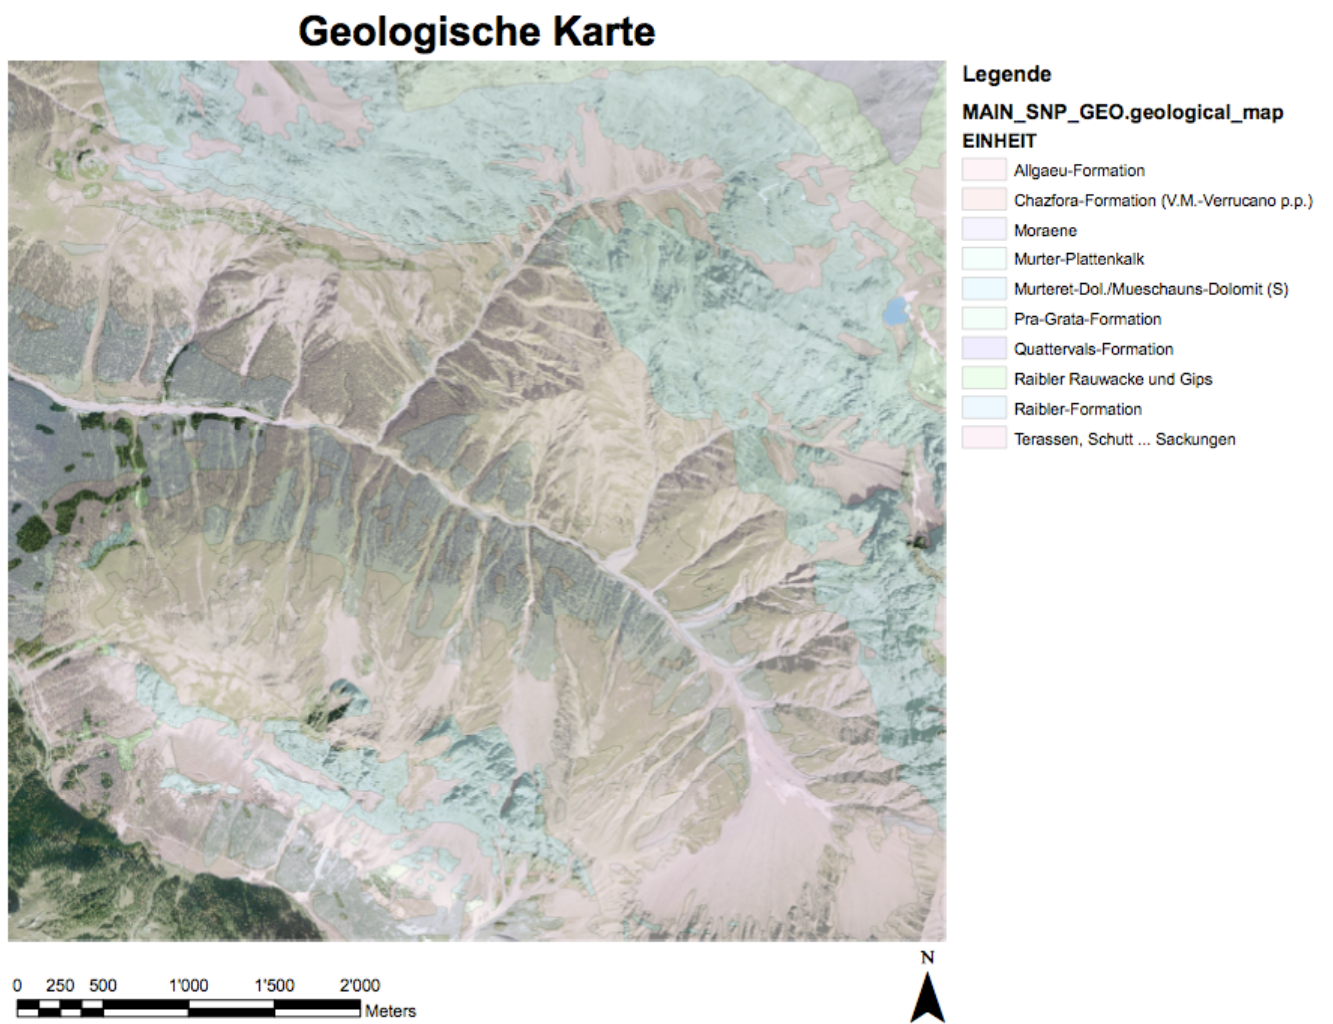 Geologische Karte
Legende
MAIN_SNP_GEO.geological_map
EINHEIT
Allgaeu-Formation
Chazfora-Formation (V.M.-Verrucano p.p.)
Moraene
Murter-Plattenkalk
Murteret-Dol./Mueschauns-Dolomit (S)
Pra-Grata-Formation
Quattervals-Formation
Raibler Rauwacke und Gips
Raibler-Formation
Terassen, Schutt ... Sackungen
N
0 250 500 1'000 1'500 2'000
Meters